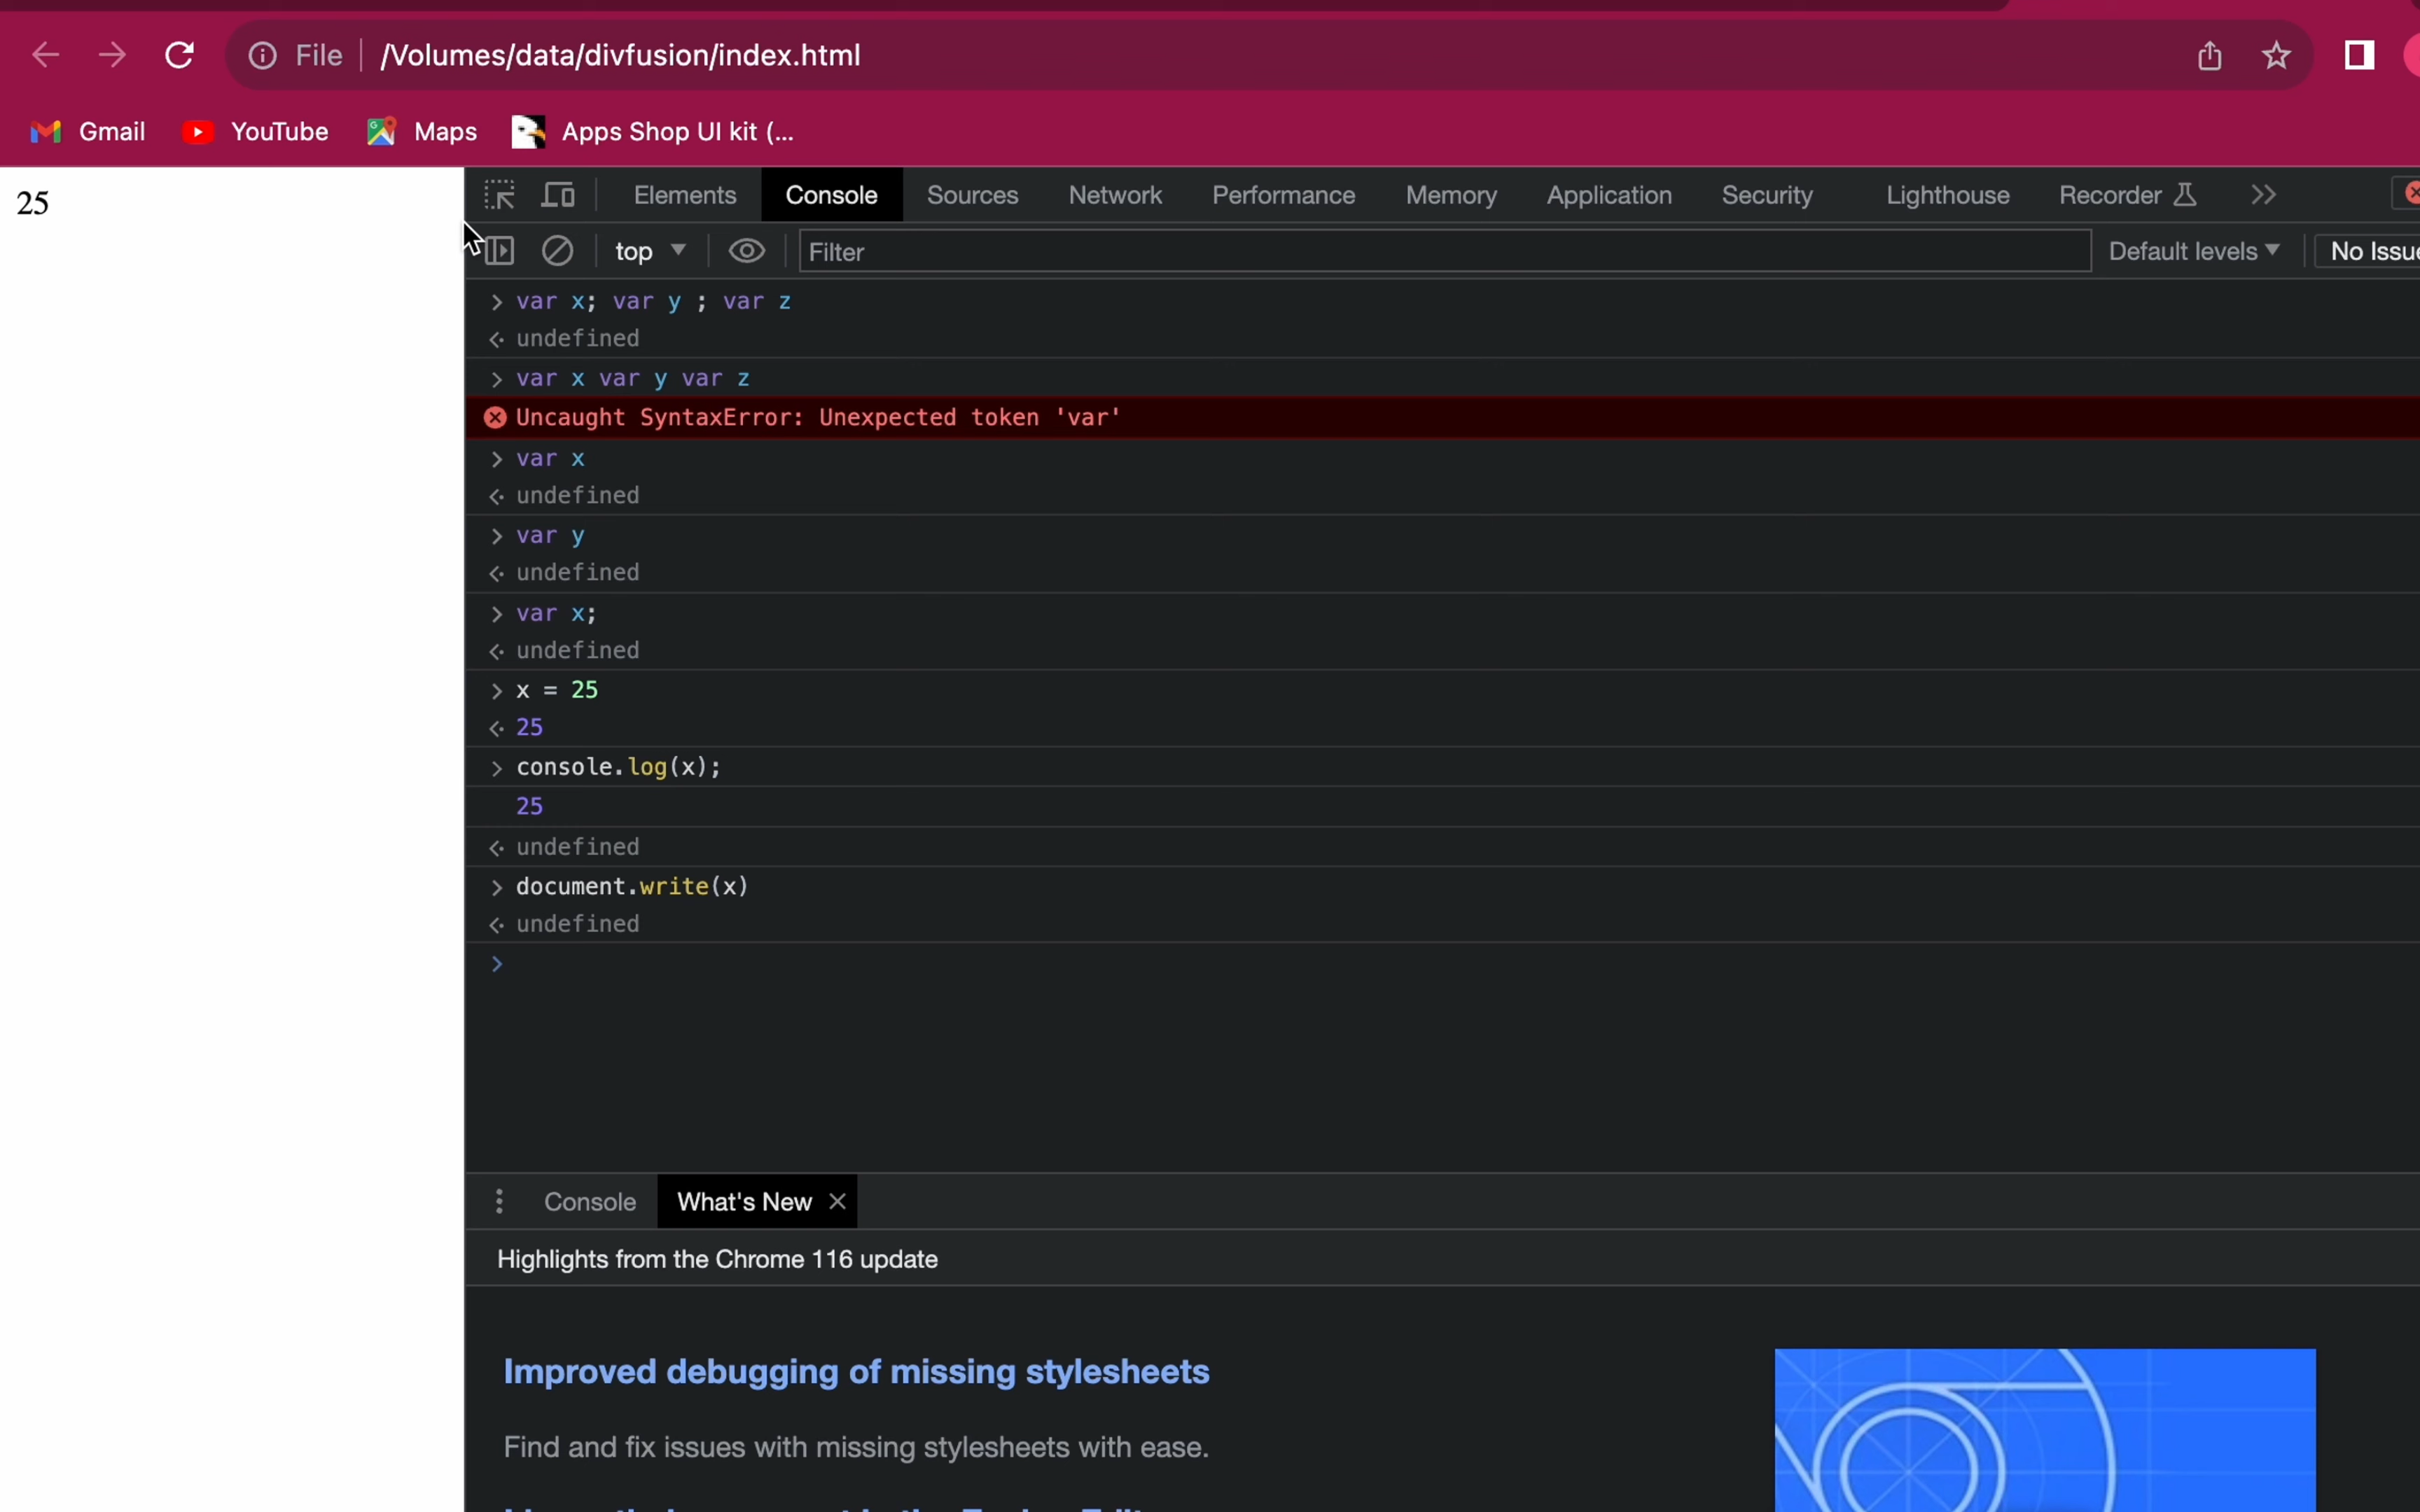 File /Volumes/data/divfusion/index.html
Gmail YouTube Maps Apps Shop UI kit (...
25
Elements Console Sources Network Performance Memory Application Security Lighthouse Recorder
top Filter Default levels No Issue
> var x; var y ; var z
undefined
> var x var y var z
Uncaught SyntaxError: Unexpected token 'var'
> var x
undefined
> var y
undefined
> var x;
undefined
> x = 25
25
> console.log(x);
25
undefined
> document.write(x)
undefined
>
Console What's New
Highlights from the Chrome 116 update
Improved debugging of missing stylesheets
Find and fix issues with missing stylesheets with ease.